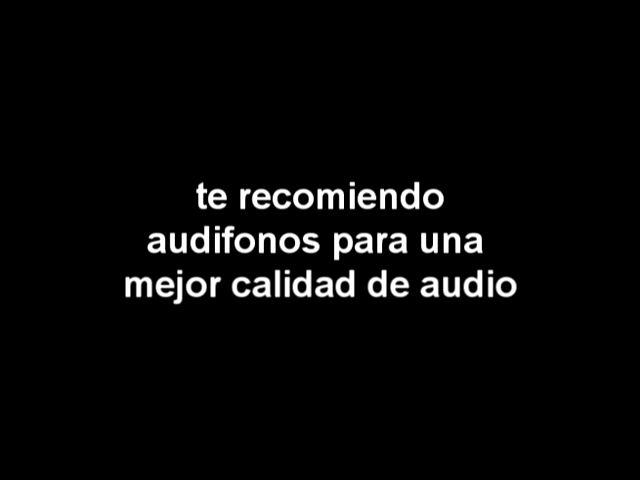 te recomiendo
audifonos para una
mejor calidad de audio